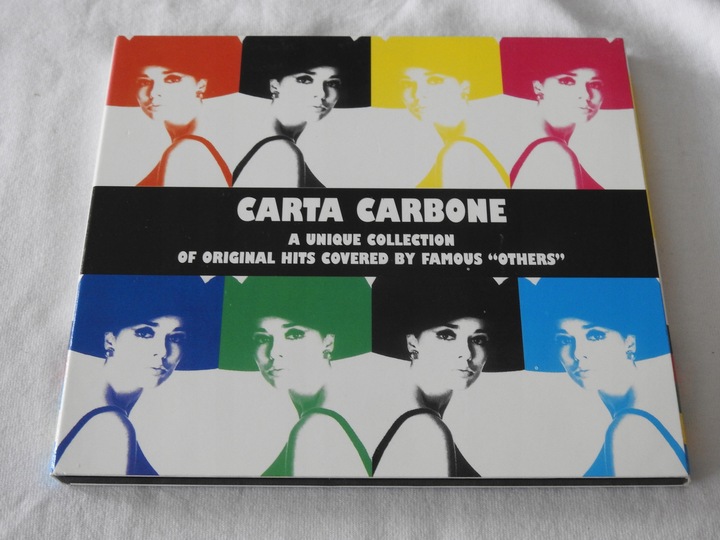 CARTA CARBONE
A UNIQUE COLLECTION
OF ORIGINAL HITS COVERED BY FAMOUS “OTHERS”